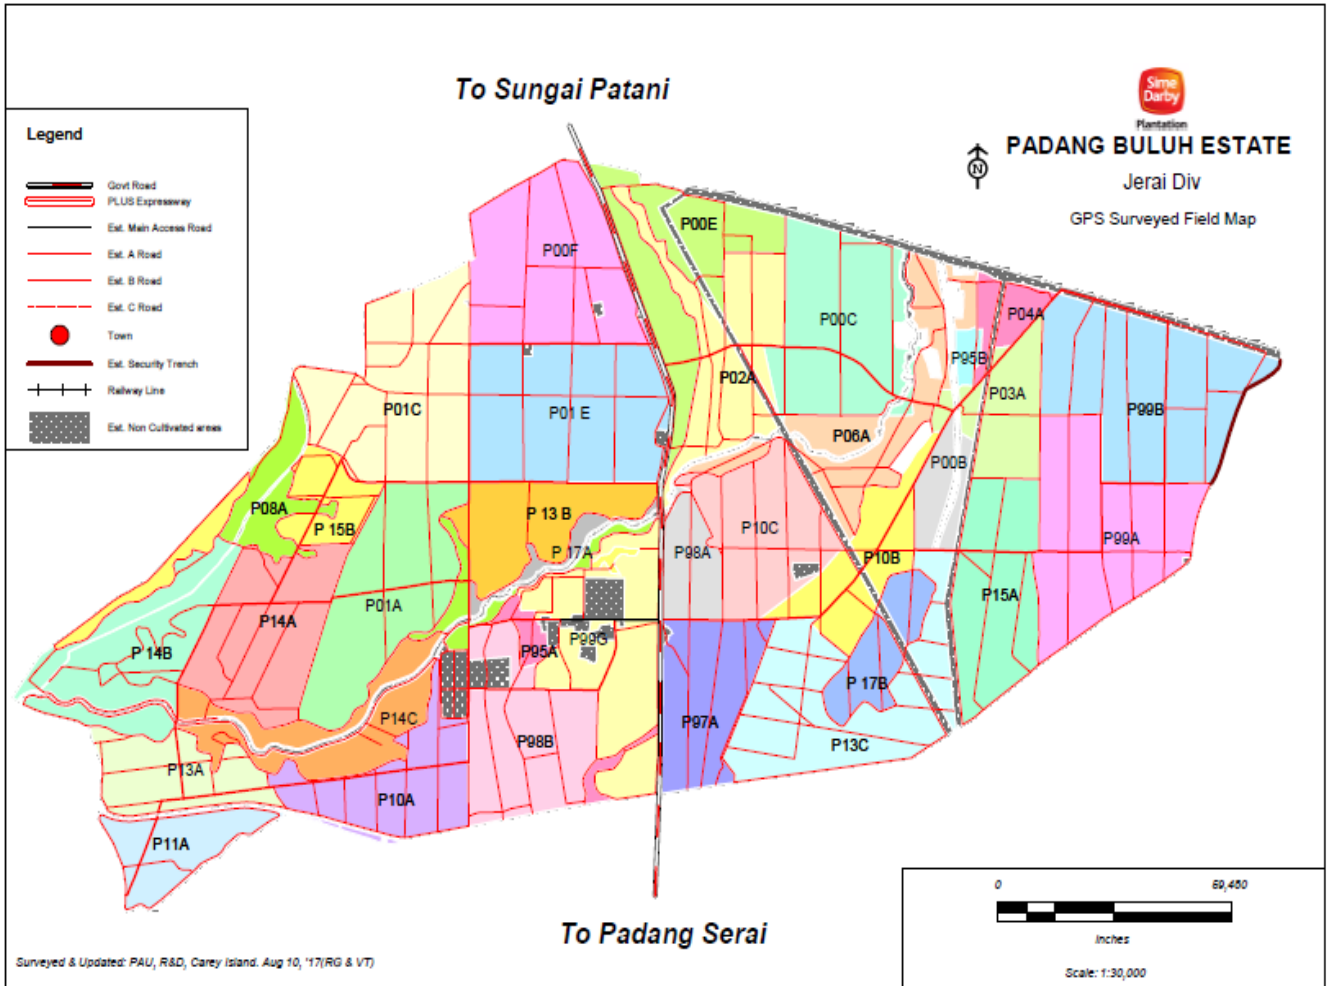 To Sungai Patani
Sime
Darby
Plantation
PADANG BULUH ESTATE
Jerai Div
GPS Surveyed Field Map
N
Legend
Govt Road
PLUS Expressway
Est. Main Access Road
Est. A Road
Est. B Road
Est. C Road
Town
Est. Security Trench
Railway Line
Est. Non Cultivated areas
P00E
P00F
P00C
P04A
P95B
P02A
P03A
P01C
P01 E
P99B
P06A
P00B
P08A
P 15B
P 13 B
P 17A
P98A
P10C
P10B
P99A
P15A
P01A
P14A
P 14B
P95A
P99G
P 17B
P14C
P97A
P98B
P13C
P13A
P10A
P11A
To Padang Serai
0 59,460
Inches
Scale: 1:30,000
Surveyed & Updated: PAU, R&D, Carey Island. Aug 10, '17(RG & VT)